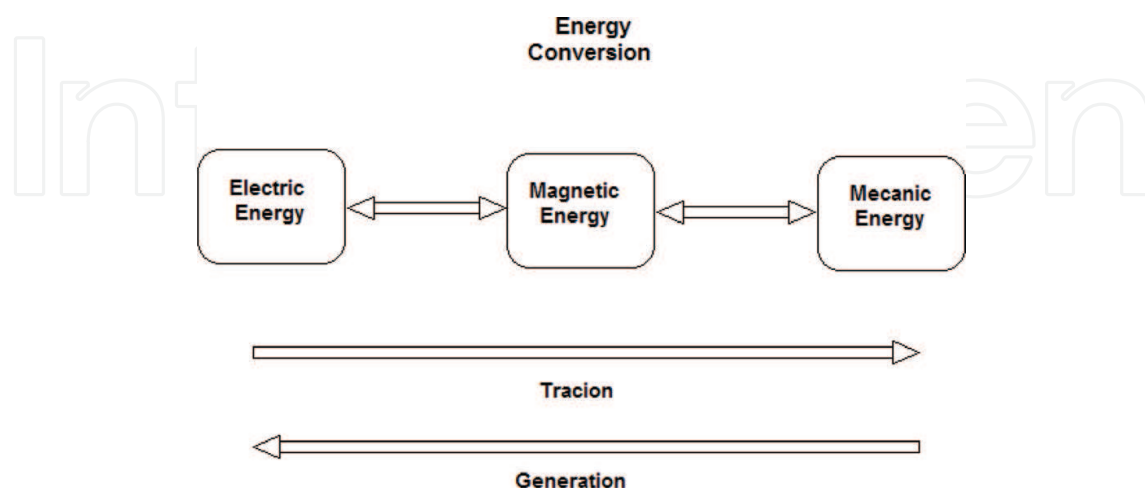 Energy
Conversion
Electric
Energy
Magnetic
Energy
Mecanic
Energy
Tracion
Generation